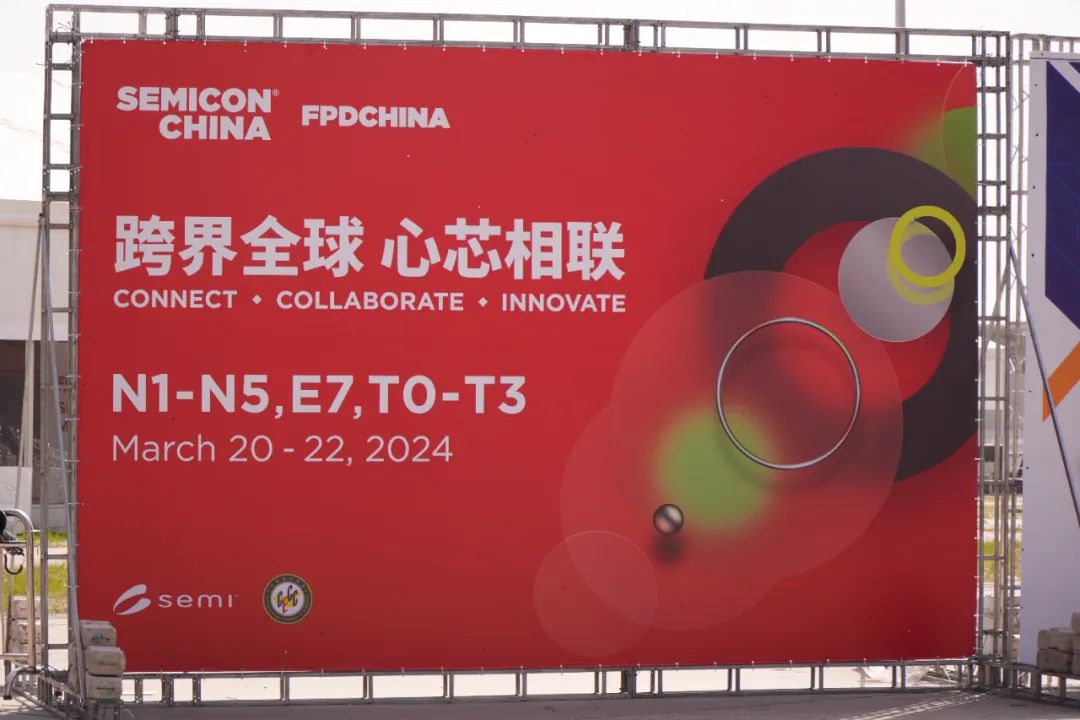 SEMICON®
CHINA
FPDCHINA
跨界全球 心芯相联
CONNECT • COLLABORATE • INNOVATE
N1-N5,E7,T0-T3
March 20 - 22, 2024
semi